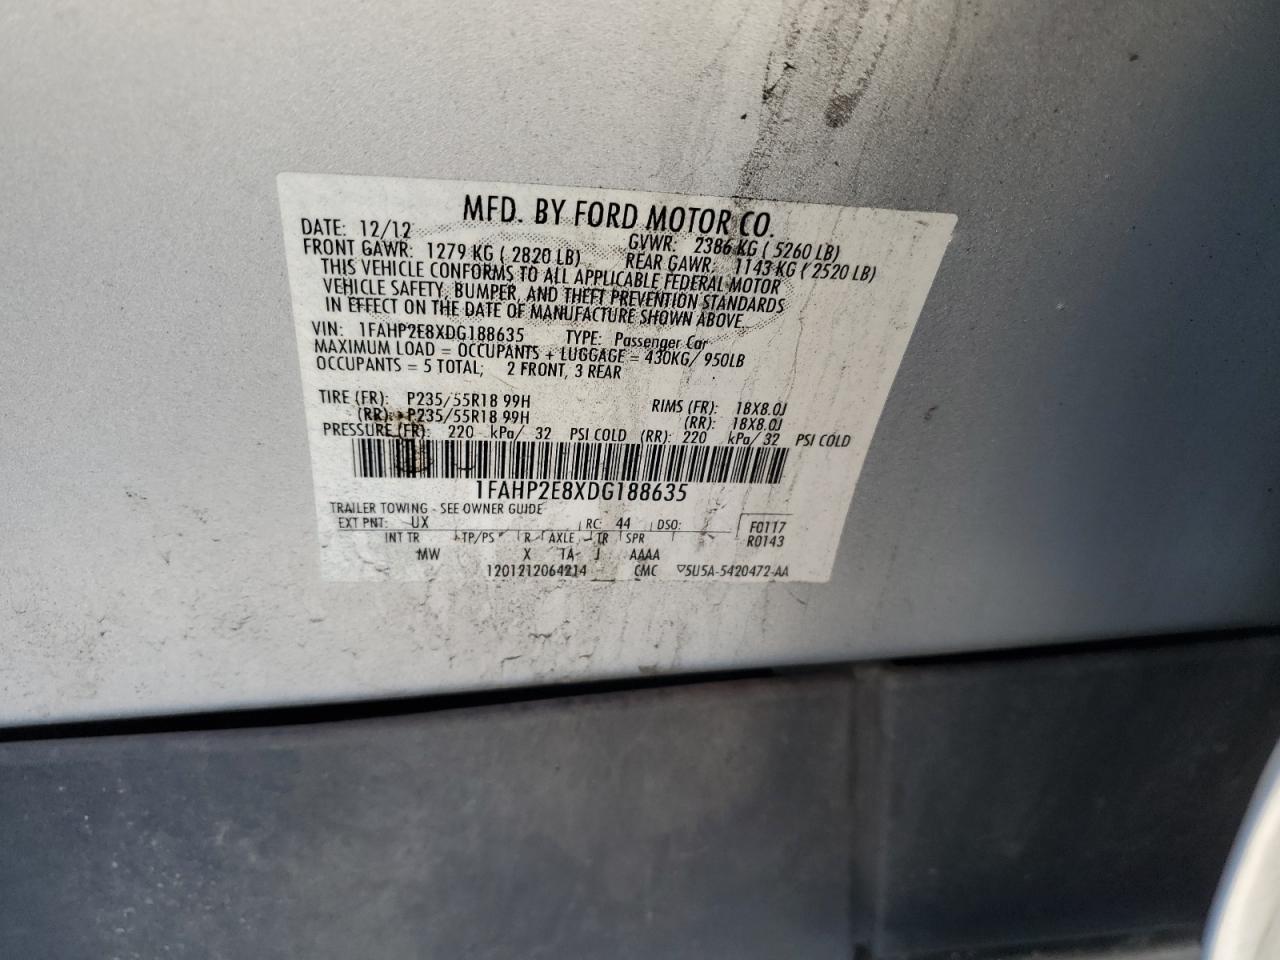 MFD. BY FORD MOTOR CO.
DATE: 12/12 GVWR: 2386 KG ( 5260 LB)
FRONT GAWR: 1279 KG ( 2820 LB) REAR GAWR: 1143 KG ( 2520 LB)
THIS VEHICLE CONFORMS TO ALL APPLICABLE FEDERAL MOTOR
VEHICLE SAFETY, BUMPER, AND THEFT PREVENTION STANDARDS
IN EFFECT ON THE DATE OF MANUFACTURE SHOWN ABOVE.
VIN: 1FAHP2E8XDG188635 TYPE: Passenger Car
MAXIMUM LOAD = OCCUPANTS + LUGGAGE = 430KG/ 950LB
OCCUPANTS = 5 TOTAL; 2 FRONT, 3 REAR
TIRE (FR): P235/55R18 99H RIMS (FR): 18X8.0J
(RR): P235/55R18 99H (RR): 18X8.0J
PRESSURE (FR): 220 kPa/ 32 PSI COLD (RR): 220 kPa/ 32 PSI COLD
1FAHP2E8XDG188635
TRAILER TOWING - SEE OWNER GUIDE
EXT PNT: UX RC: 44 DSO: F0117
INT TR TP/PS R AXLE TR SPR R0143
MW X TA J AAAA
1201212064214 CMC 5U5A-5420472-AA